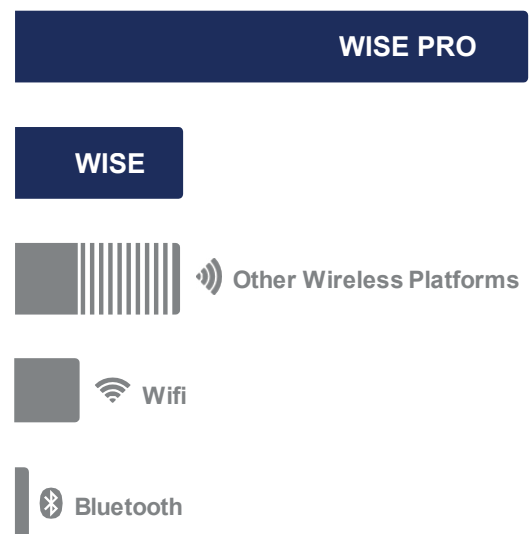 WISE PRO
WISE
Other Wireless Platforms
Wifi
Bluetooth